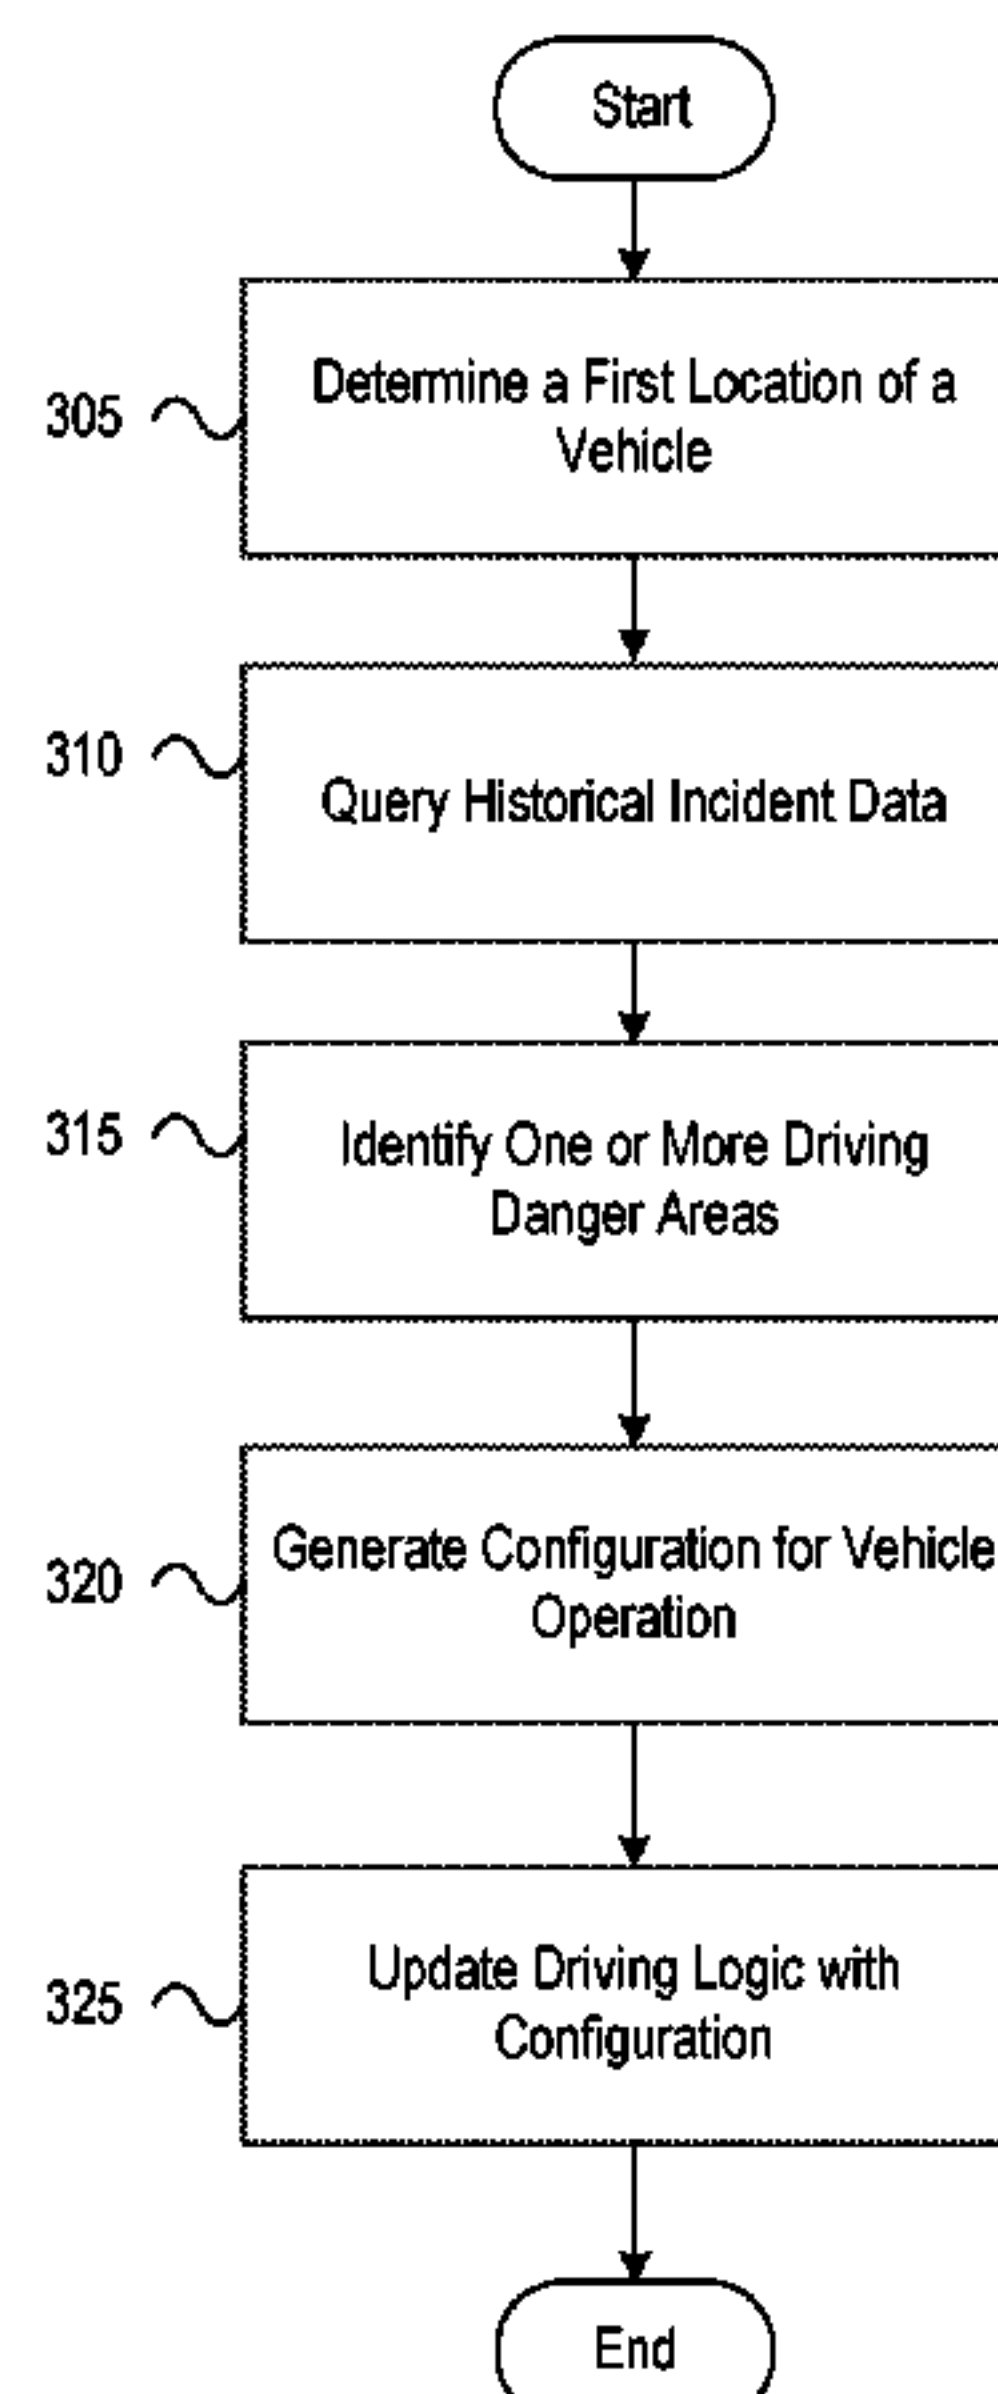 Start
305
Determine a First Location of a
Vehicle
310
Query Historical Incident Data
315
Identify One or More Driving
Danger Areas
320
Generate Configuration for Vehicle
Operation
325
Update Driving Logic with
Configuration
End